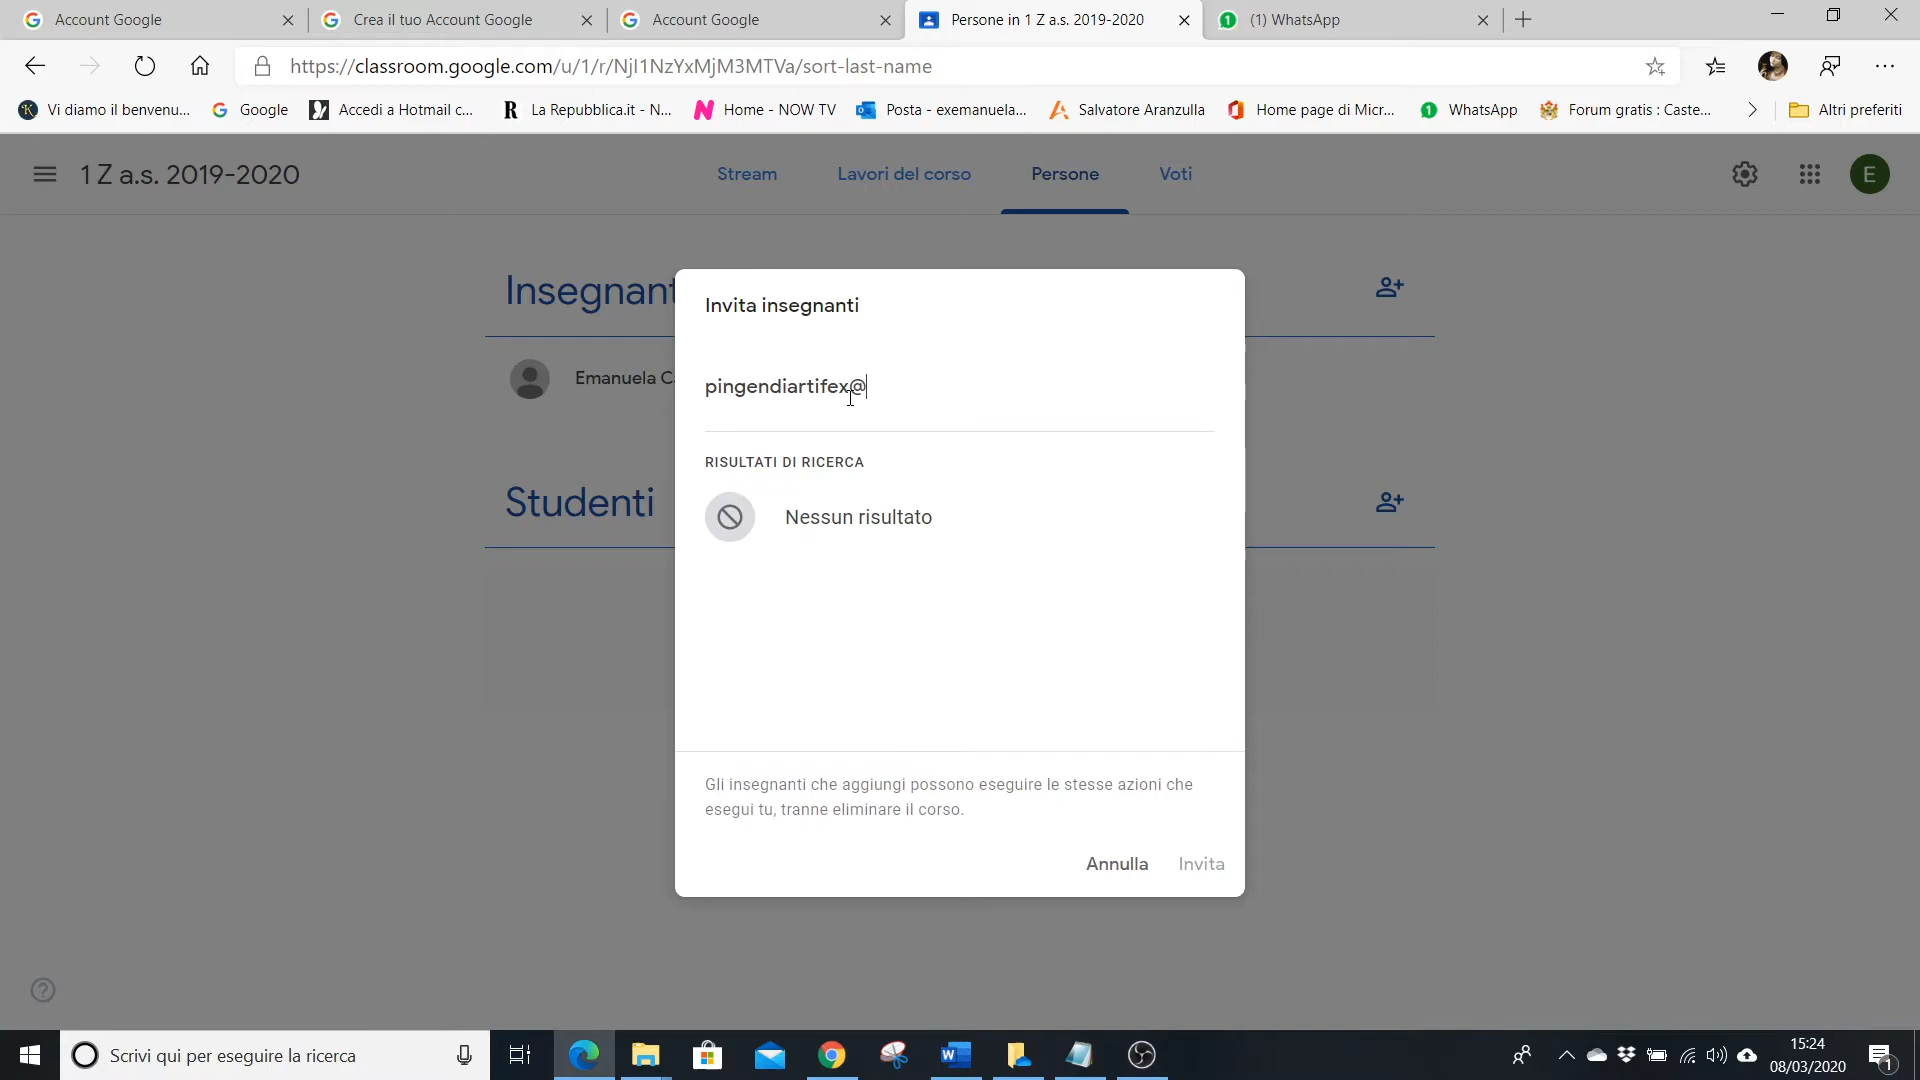 Account Google
Crea il tuo Account Google
Account Google
Persone in 1 Z a.s. 2019-2020
(1) WhatsApp
https://classroom.google.com/u/1/r/NjI1NzYxMjM3MTVa/sort-last-name
Vi diamo il benvenu...
Google
Accedi a Hotmail c...
La Repubblica.it - N...
Home - NOW TV
Posta - exemanuela...
Salvatore Aranzulla
Home page di Micr...
WhatsApp
Forum gratis : Caste...
Altri preferiti
1 Z a.s. 2019-2020
Stream
Lavori del corso
Persone
Voti
E
Insegnant
Emanuela C
Studenti
Invita insegnanti
pingendiartifex@
RISULTATI DI RICERCA
Nessun risultato
Gli insegnanti che aggiungi possono eseguire le stesse azioni che
esegui tu, tranne eliminare il corso.
Annulla
Invita
Scrivi qui per eseguire la ricerca
15:24
08/03/2020
1